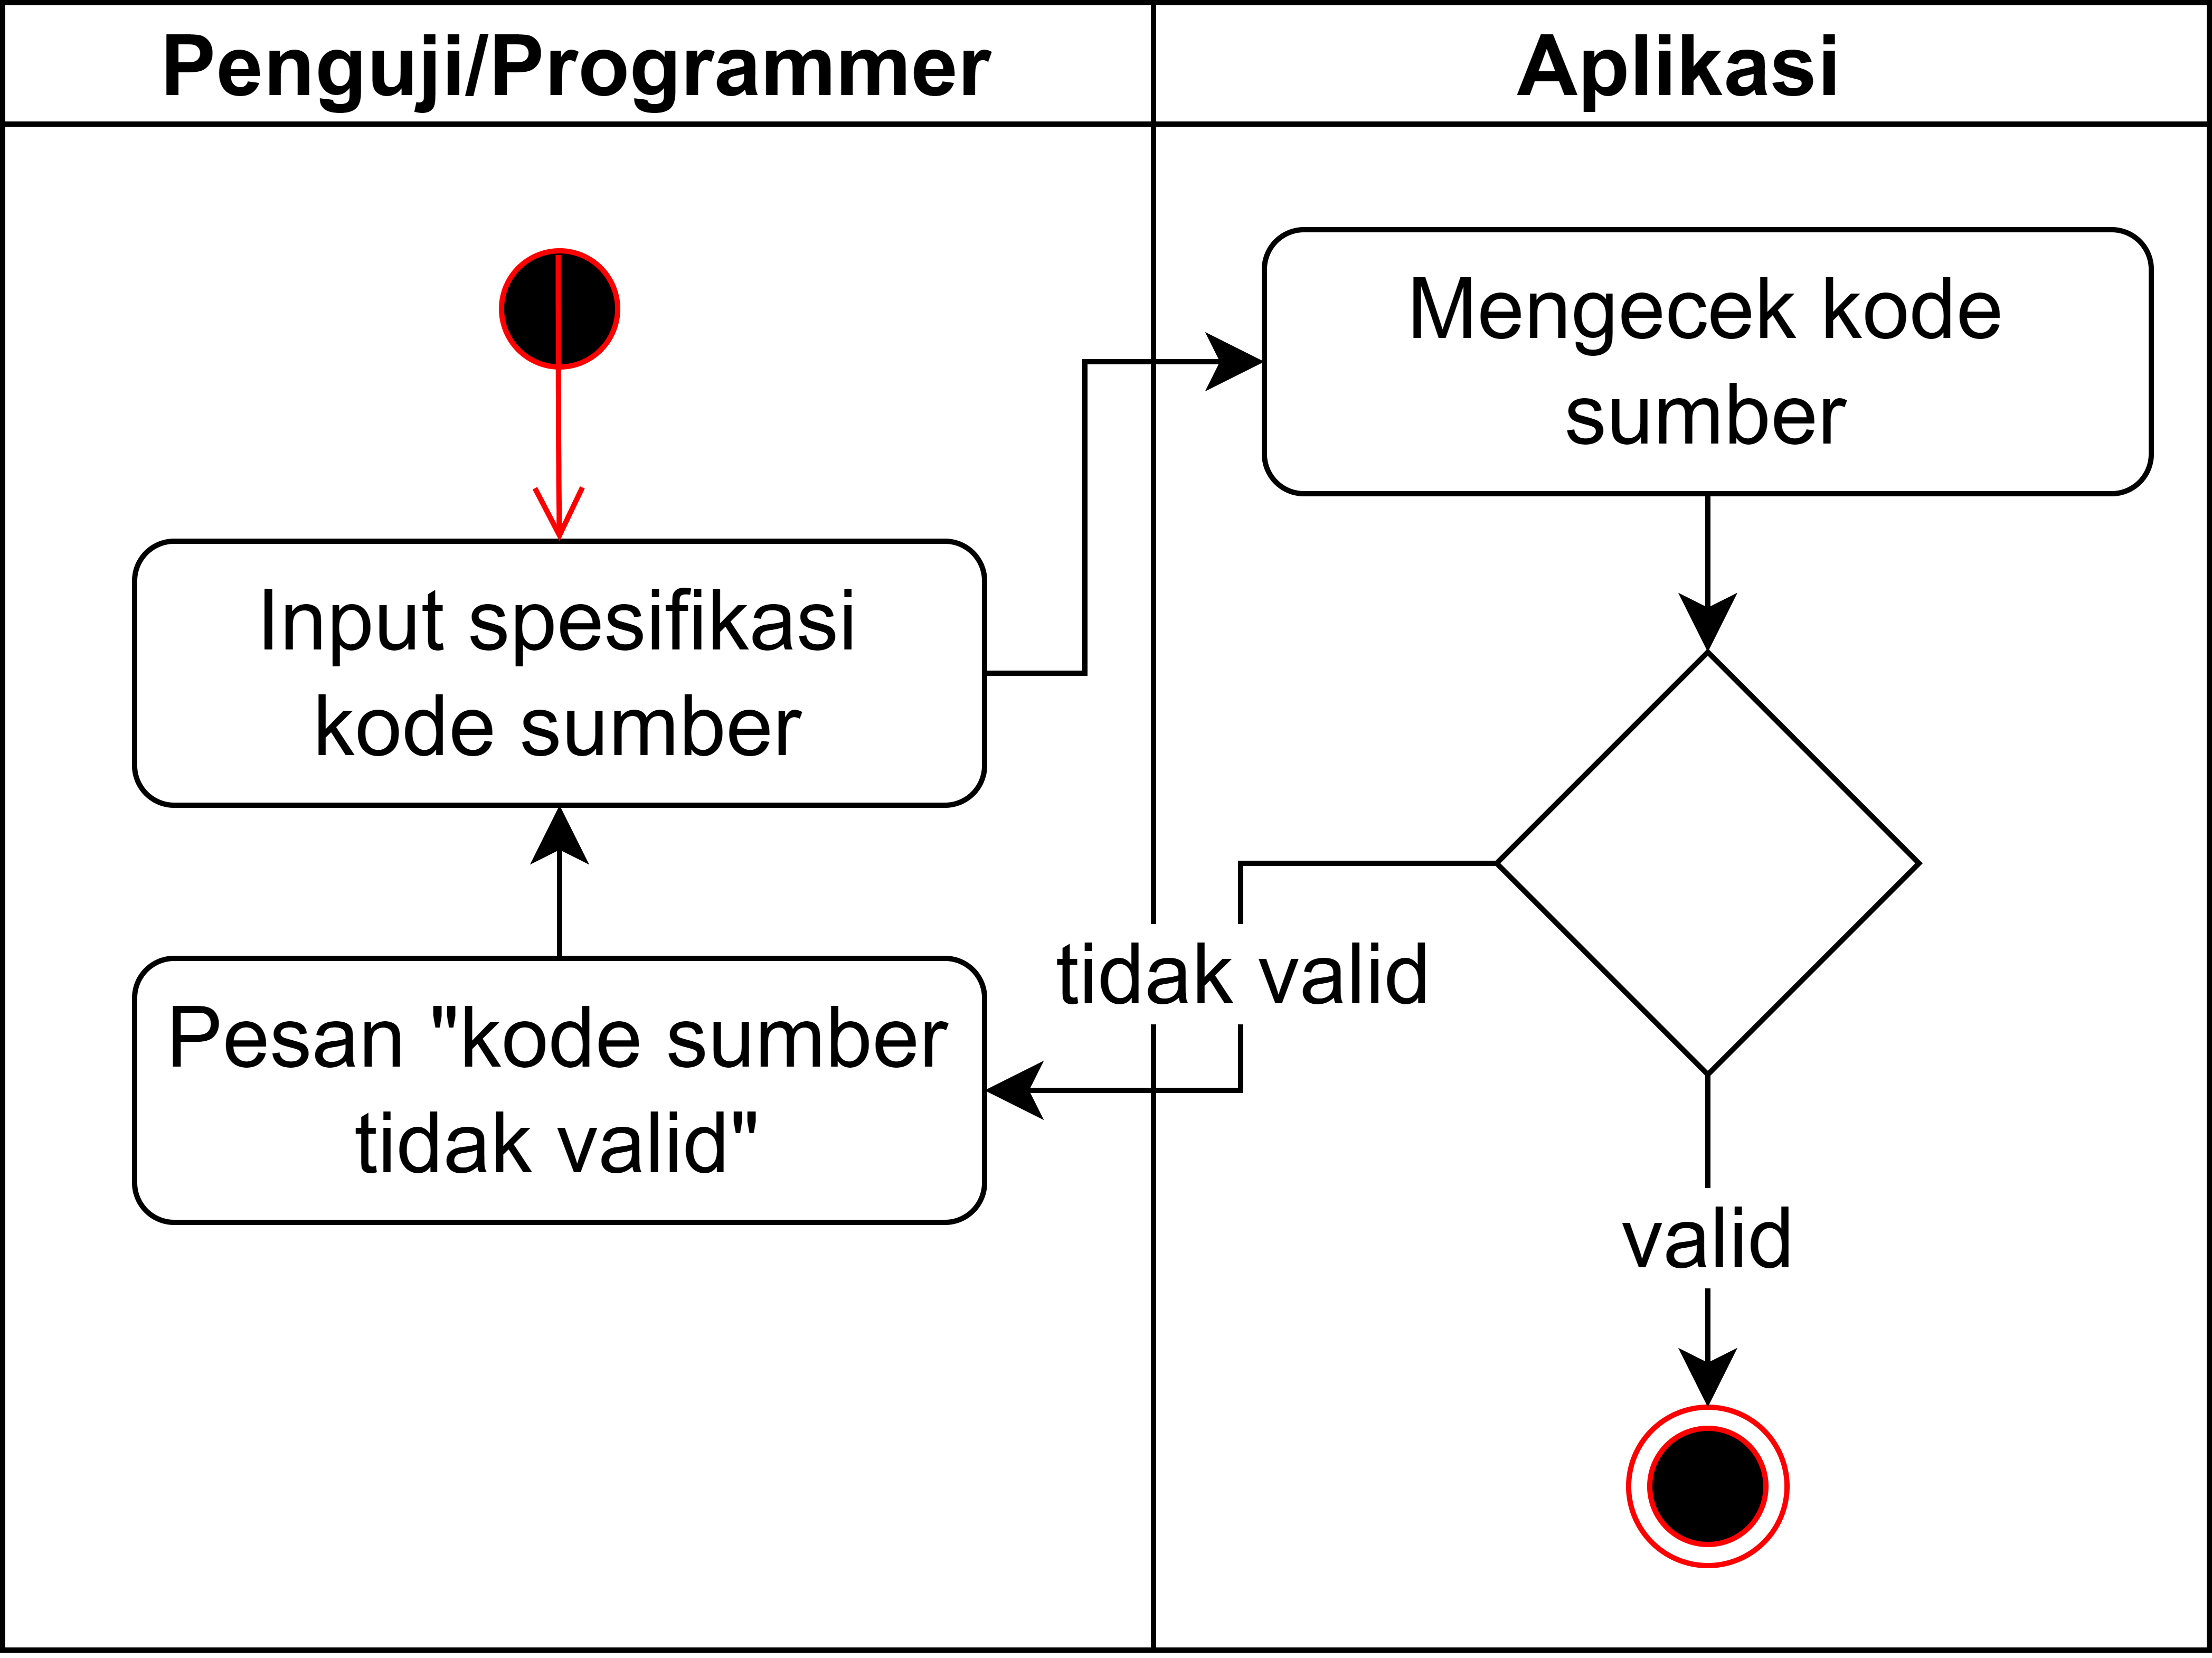 Penguji/Programmer
Aplikasi
Mengecek kode
sumber
Input spesifikasi
kode sumber
tidak valid
Pesan "kode sumber
tidak valid"
valid